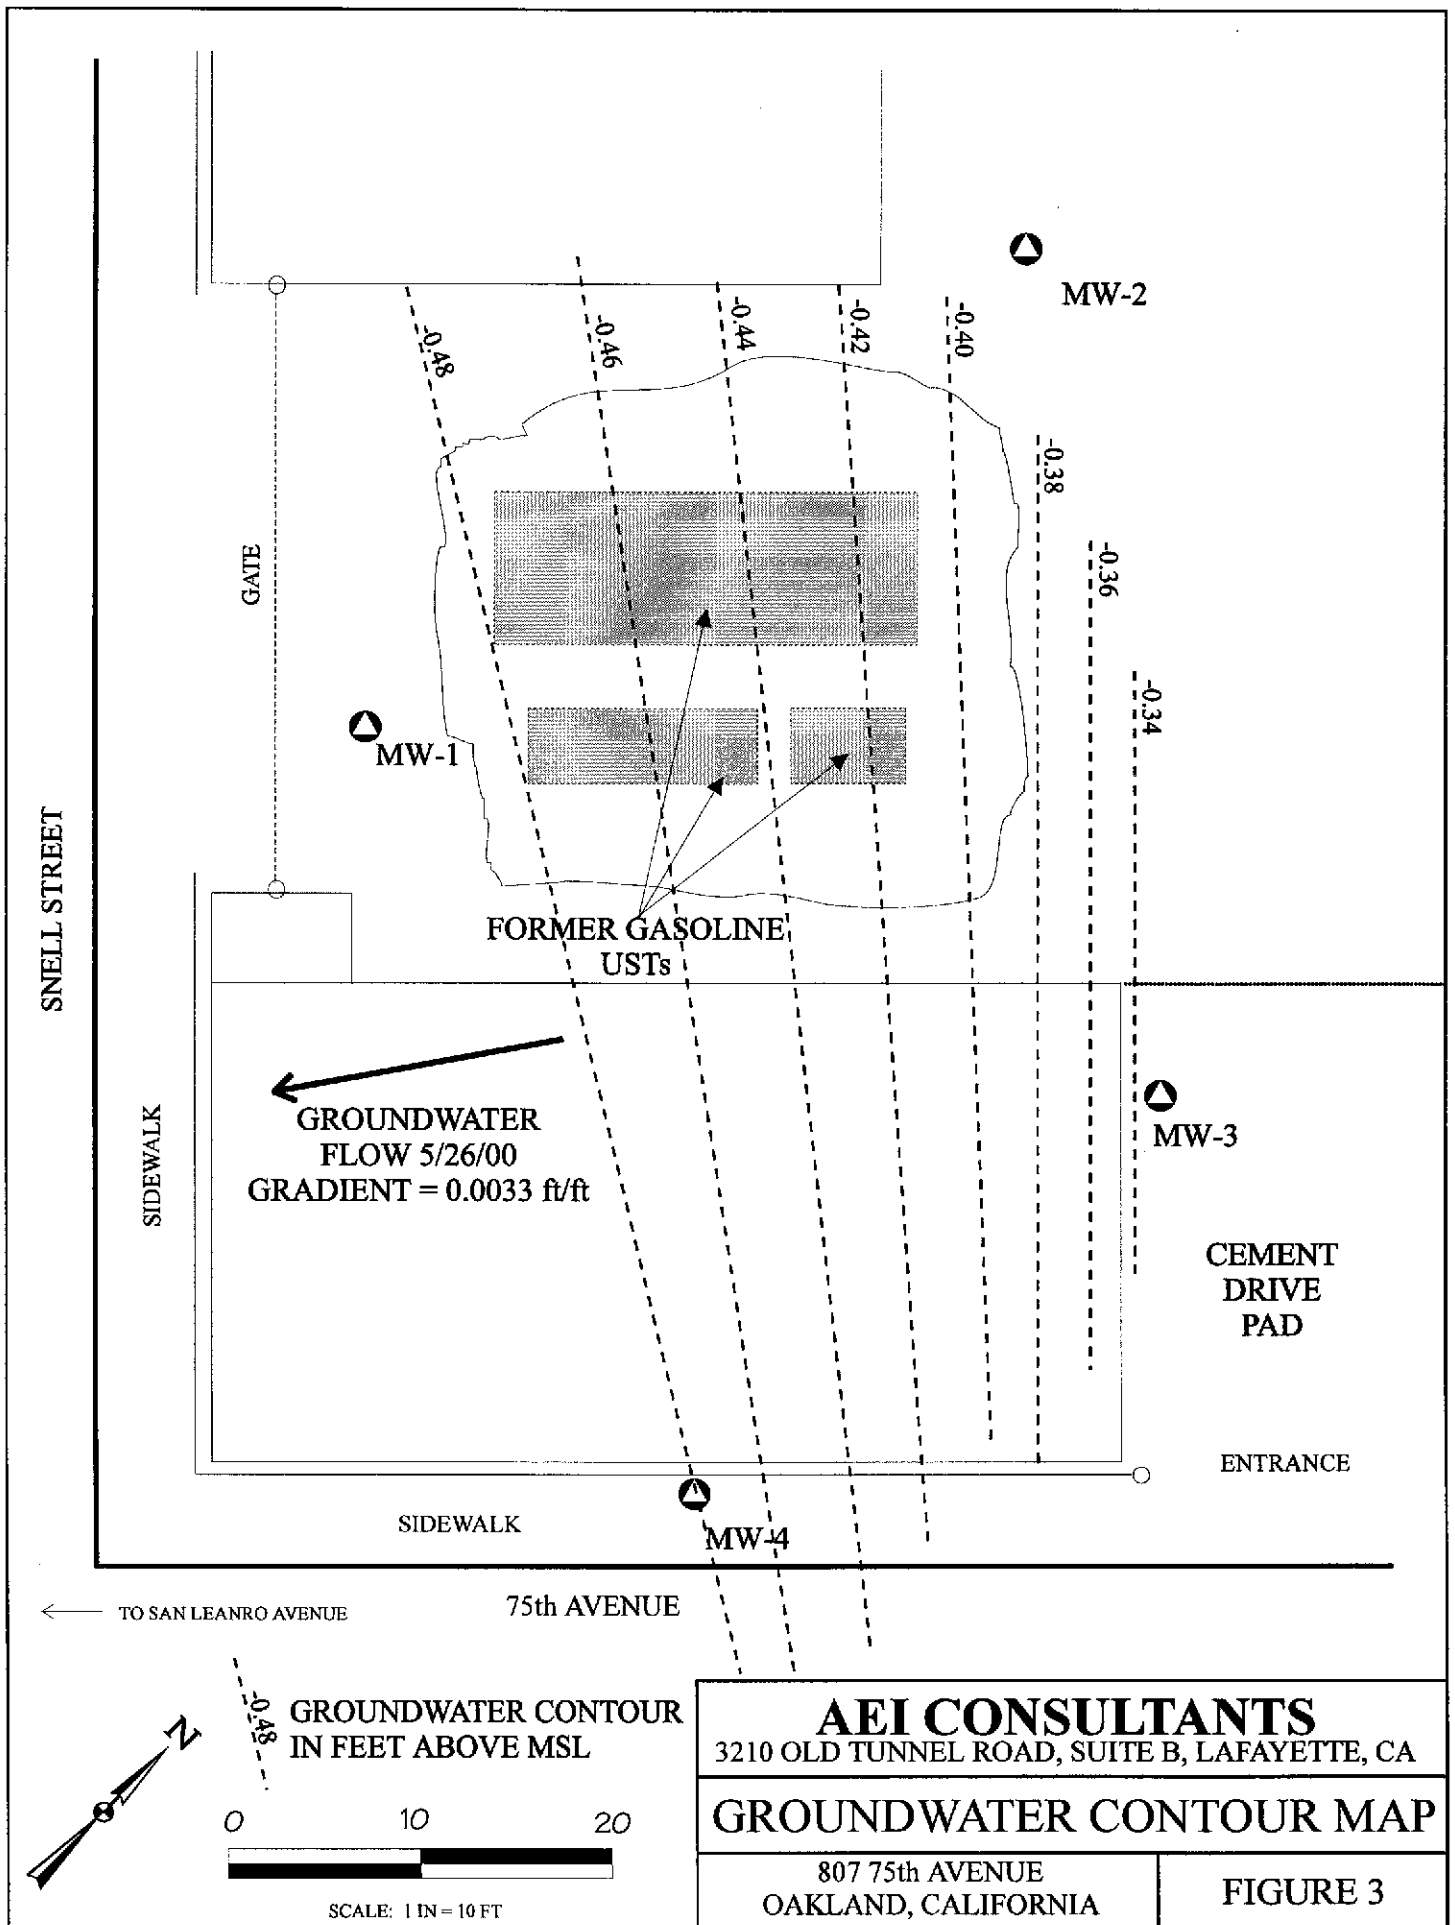 MW-2
-0.48
-0.46
-0.44
-0.42
-0.40
-0.38
-0.36
-0.34
GATE
MW-1
SNELL STREET
FORMER GASOLINE
USTs
SIDEWALK
GROUNDWATER
FLOW 5/26/00
GRADIENT = 0.0033 ft/ft
MW-3
CEMENT
DRIVE
PAD
ENTRANCE
SIDEWALK
MW-4
TO SAN LEANRO AVENUE
75th AVENUE
-0.48
GROUNDWATER CONTOUR
IN FEET ABOVE MSL
N
0 10 20
SCALE: 1 IN = 10 FT
AEI CONSULTANTS
3210 OLD TUNNEL ROAD, SUITE B, LAFAYETTE, CA
GROUNDWATER CONTOUR MAP
807 75th AVENUE
OAKLAND, CALIFORNIA
FIGURE 3